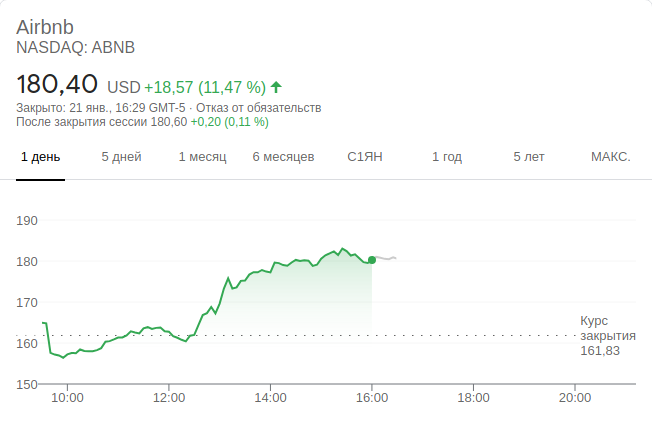 Airbnb
NASDAQ: ABNB
180,40 USD +18,57 (11,47 %)
Закрыто: 21 янв., 16:29 GMT-5 · Отказ от обязательств
После закрытия сессии 180,60 +0,20 (0,11 %)
1 день 5 дней 1 месяц 6 месяцев С1ЯН 1 год 5 лет МАКС.
190
180
170
Курс
закрытия
160
161,83
150
10:00 12:00 14:00 16:00 18:00 20:00